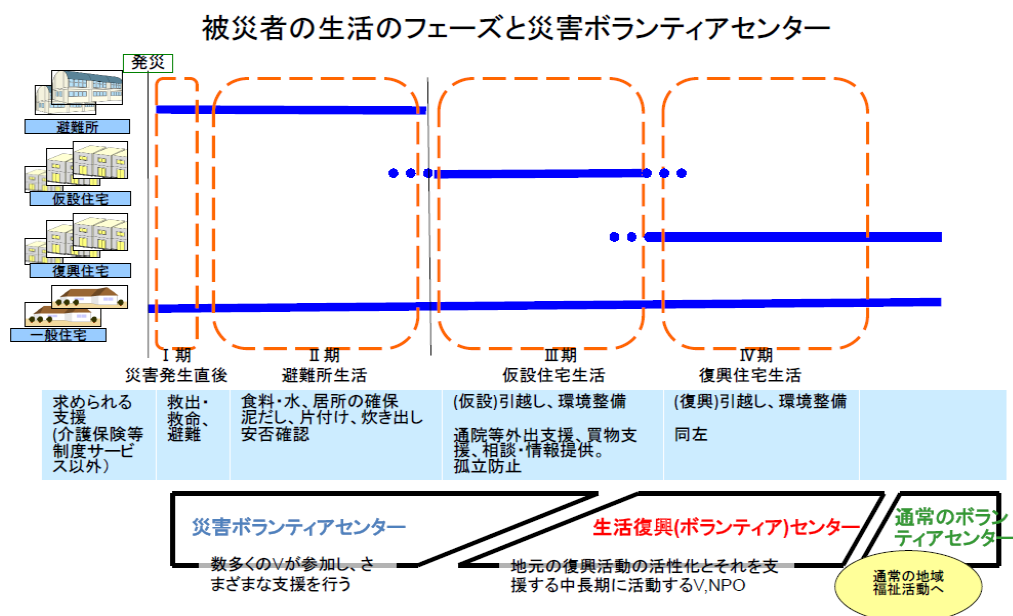 被災者の生活のフェーズと災害ボランティアセンター
発災
避難所
仮設住宅
復興住宅
一般住宅
Ⅰ期
災害発生直後
Ⅱ期
避難所生活
Ⅲ期
仮設住宅生活
Ⅳ期
復興住宅生活
求められる
支援
(介護保険等
制度サービ
ス以外)
救出・
救命、
避難
食料・水、居所の確保
泥だし、片付け、炊き出し
安否確認
(仮設)引越し、環境整備
通院等外出支援、買物支
援、相談・情報提供。
孤立防止
(復興)引越し、環境整備
同左
災害ボランティアセンター
数多くのVが参加し、さ
まざまな支援を行う
生活復興(ボランティア)センター
地元の復興活動の活性化とそれを支
援する中長期に活動するV,NPO
通常のボラン
ティアセンター
通常の地域
福祉活動へ